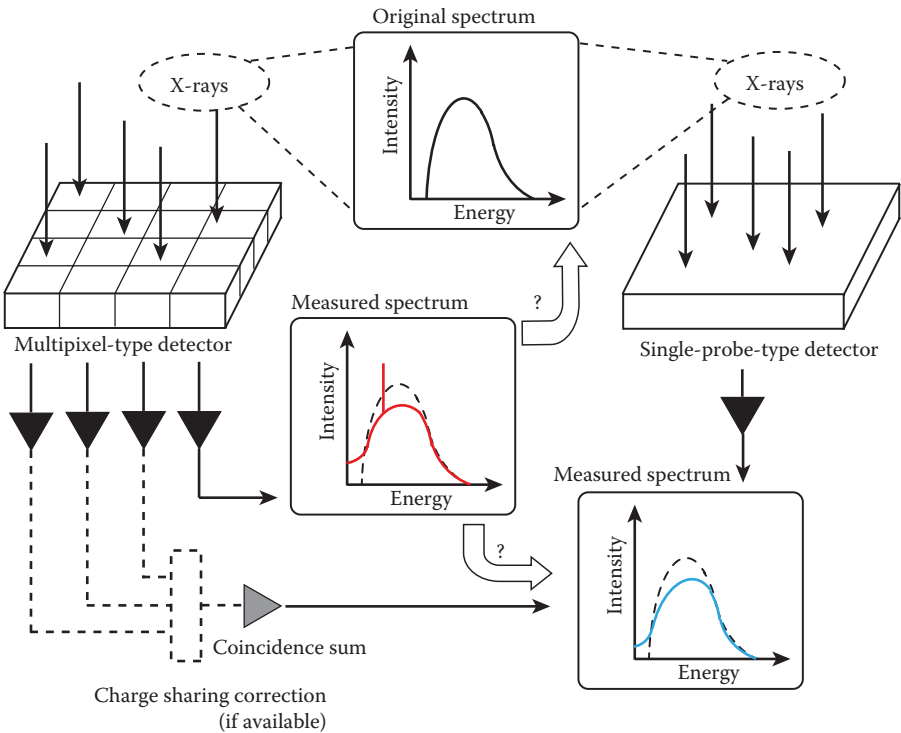 Original spectrum
X-rays
Intensity
Energy
X-rays
Multipixel-type detector
Measured spectrum
?
Intensity
Energy
Single-probe-type detector
Measured spectrum
?
Intensity
Energy
Coincidence sum
Charge sharing correction
(if available)